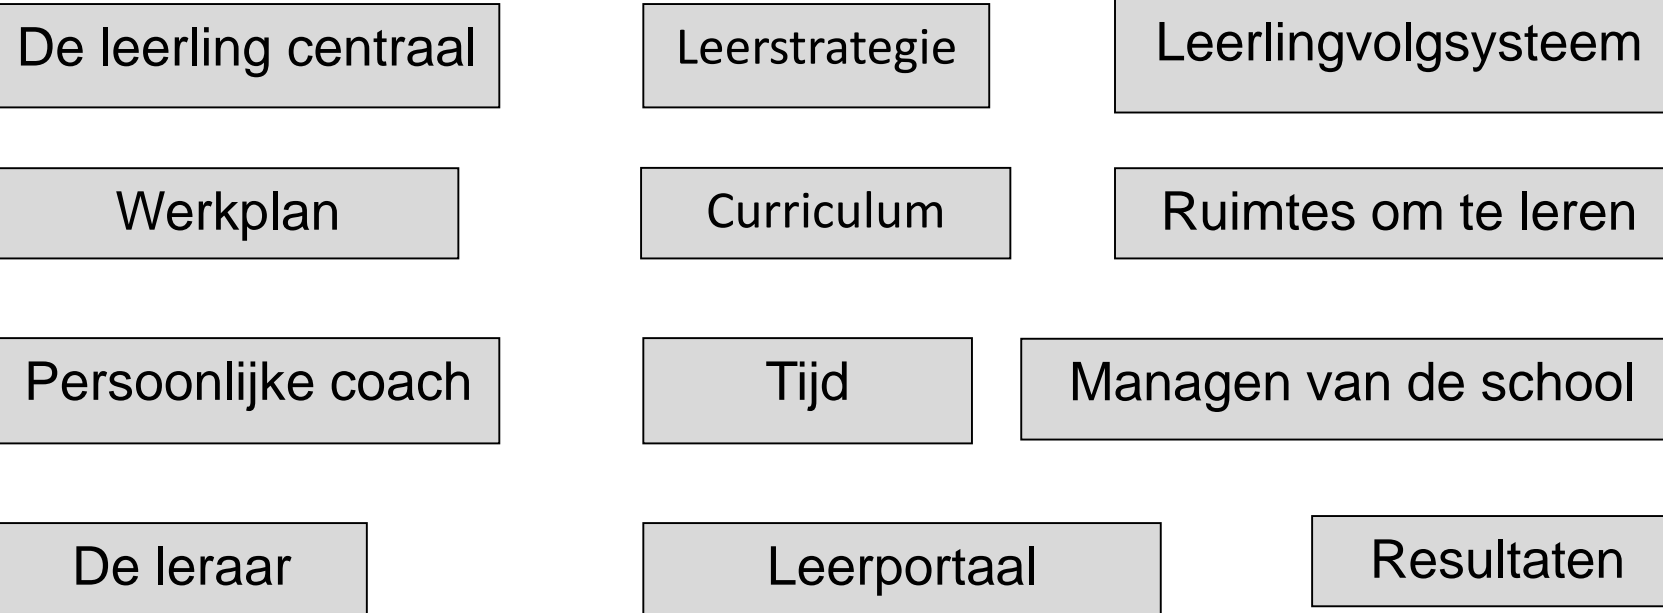 De leerling centraal
Leerstrategie
Leerlingvolgsysteem
Werkplan
Curriculum
Ruimtes om te leren
Persoonlijke coach
Tijd
Managen van de school
De leraar
Leerportaal
Resultaten